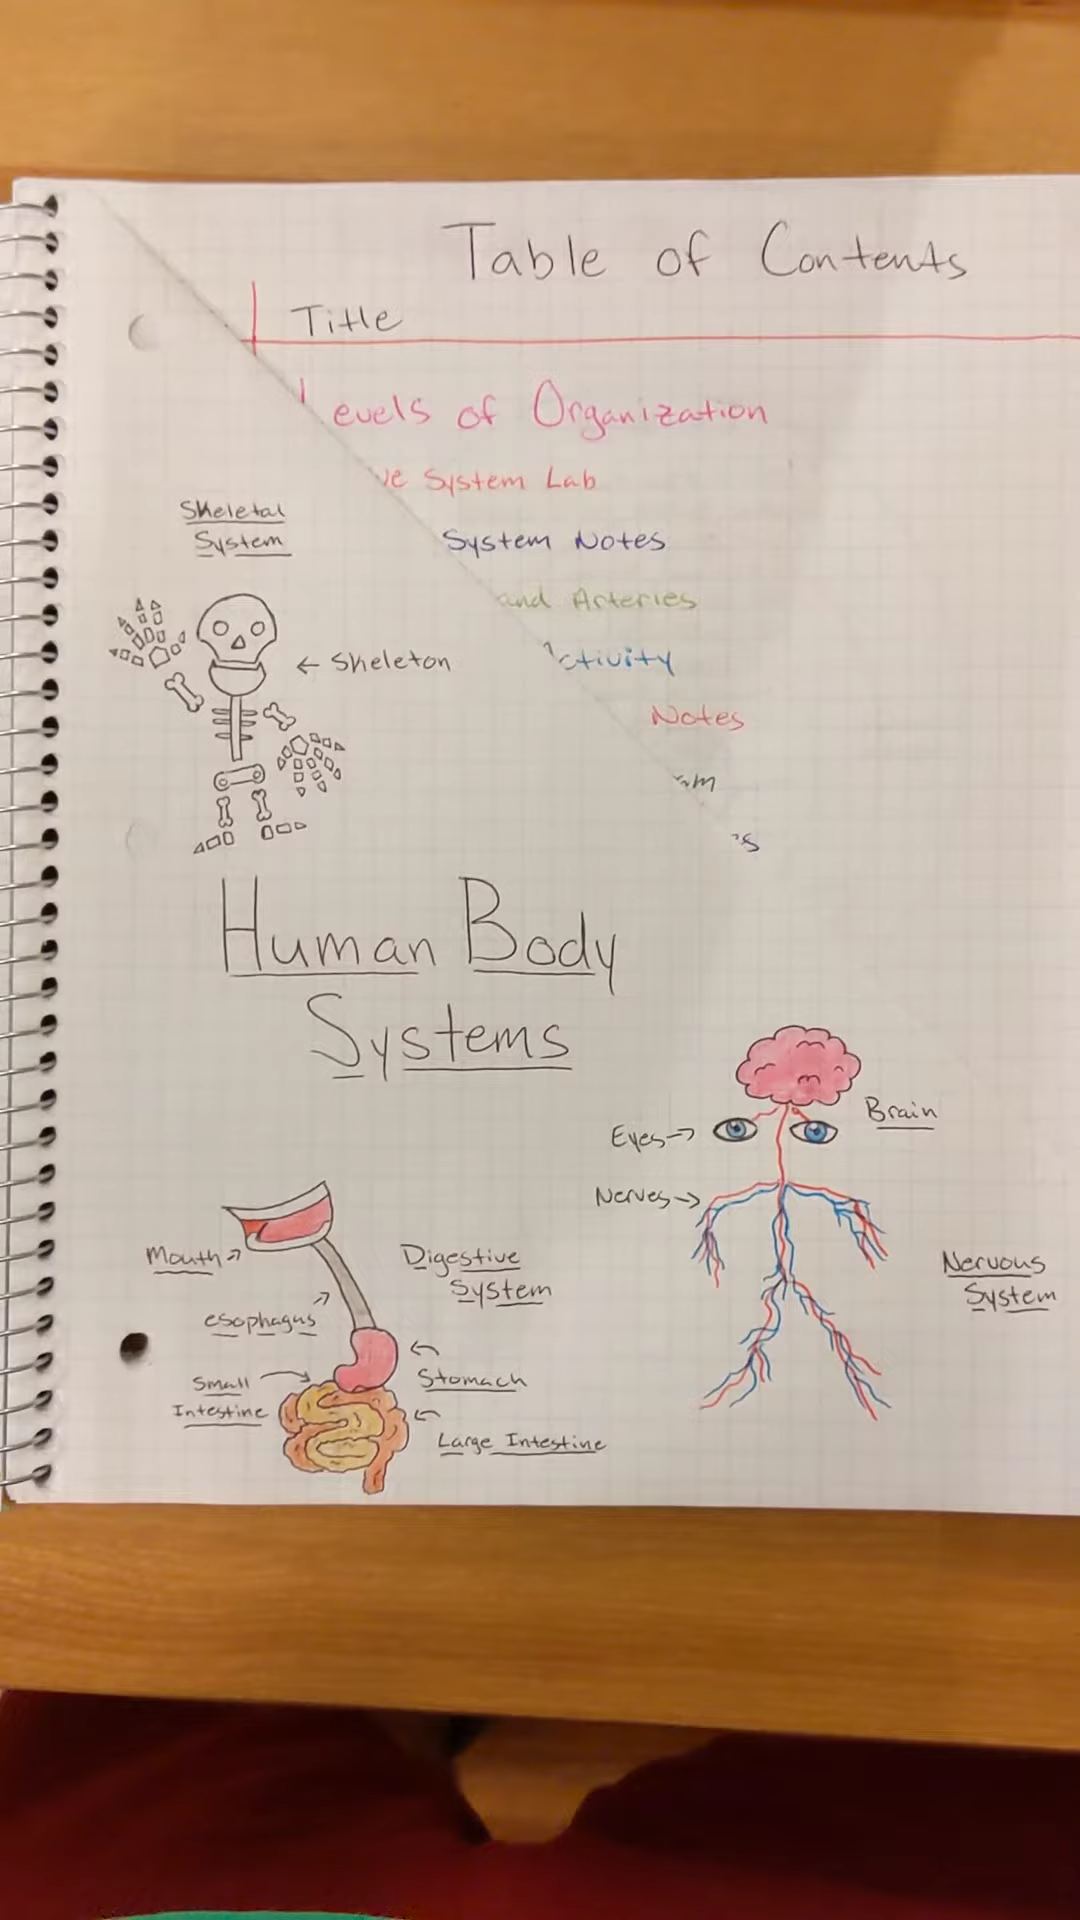 Table of Contents
Title
evels of Organization
ve System Lab
System Notes
and Arteries
ctivity
Notes
Skeletal
System
← Skeleton
Human Body
Systems
Brain
Eyes→
Nerves→
Nervous
System
Mouth→
Digestive
System
esophagus
Stomach
Small
Intestine
Large Intestine